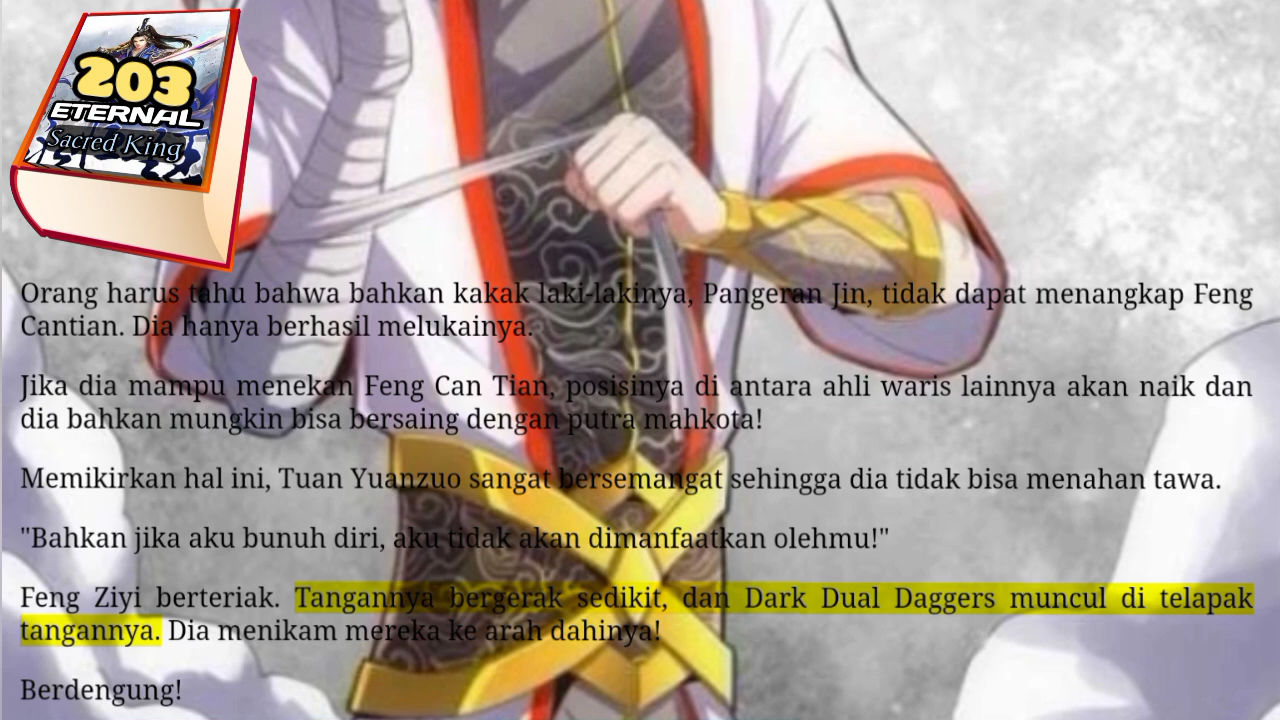 203
ETERNAL
Sacred King
Orang harus tahu bahwa bahkan kakak laki-lakinya, Pangeran Jin, tidak dapat menangkap Feng
Cantian. Dia hanya berhasil melukainya.
Jika dia mampu menekan Feng Can Tian, posisinya di antara ahli waris lainnya akan naik dan
dia bahkan mungkin bisa bersaing dengan putra mahkota!
Memikirkan hal ini, Tuan Yuanzuo sangat bersemangat sehingga dia tidak bisa menahan tawa.
"Bahkan jika aku bunuh diri, aku tidak akan dimanfaatkan olehmu!"
Feng Ziyi berteriak. Tangannya bergerak sedikit, dan Dark Dual Daggers muncul di telapak
tangannya. Dia menikam mereka ke arah dahinya!
Berdengung!